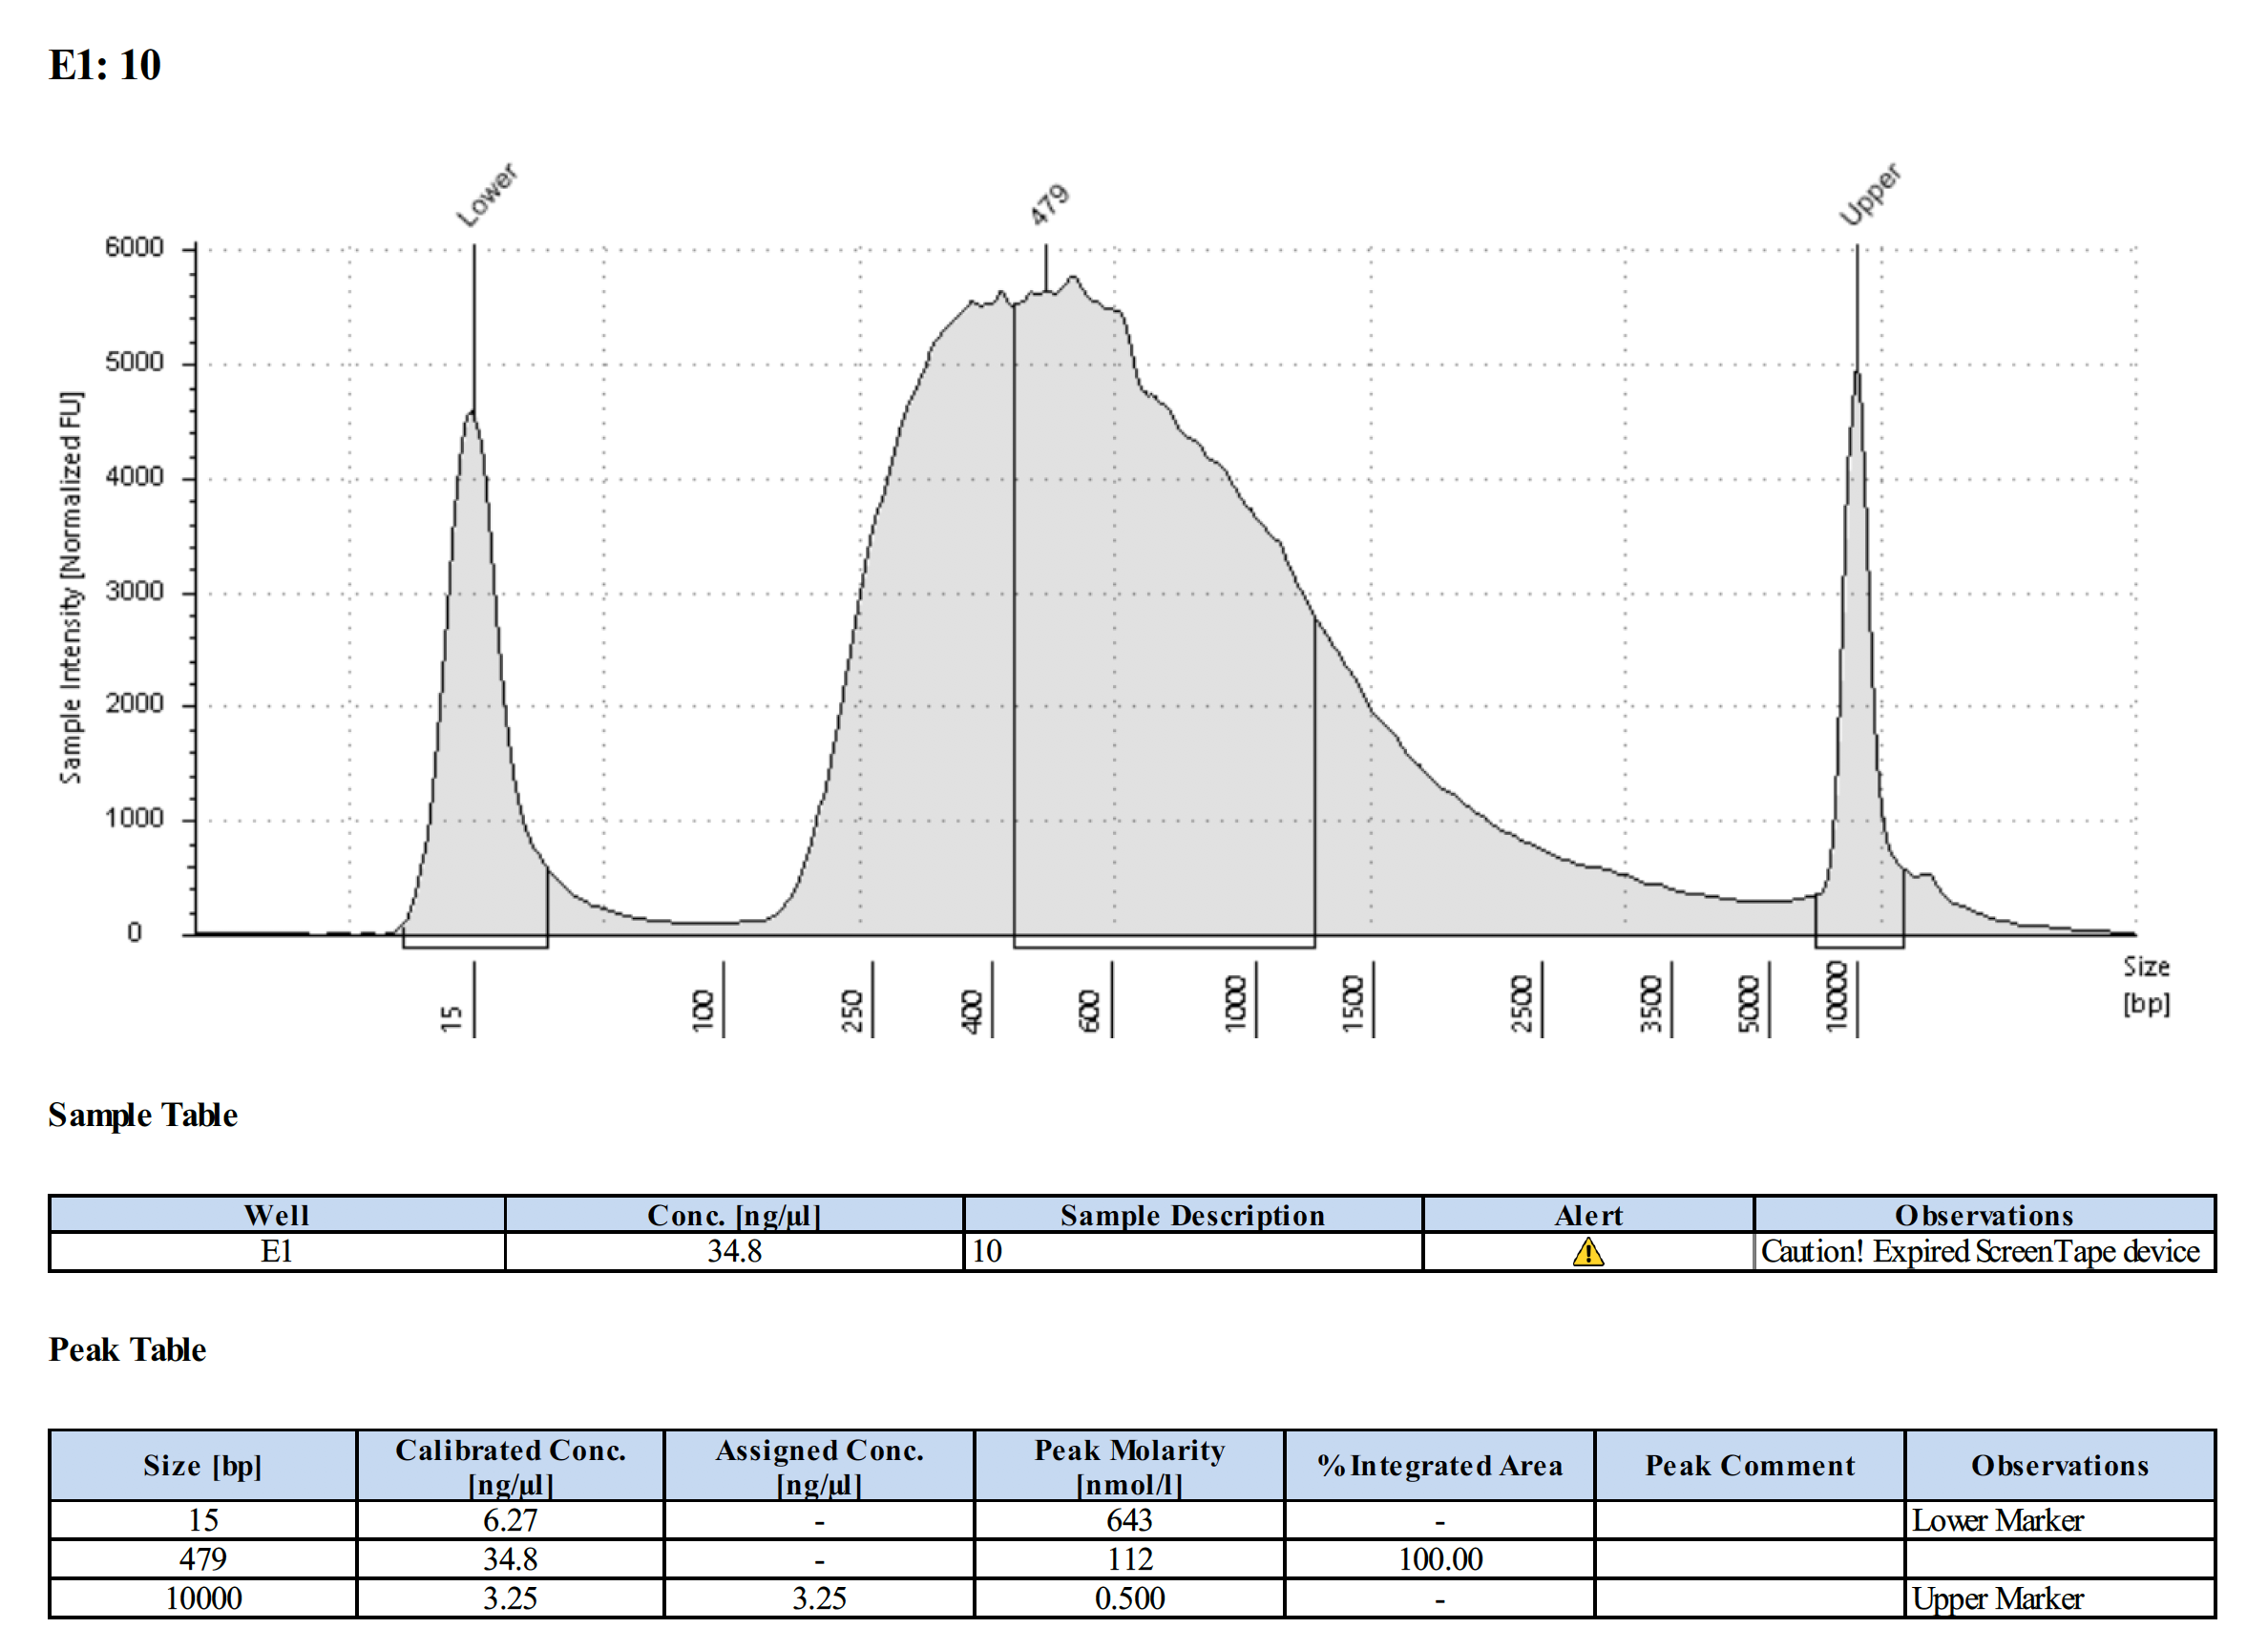 E1: 10
Lower
479
Upper
6000
5000
4000
3000
2000
1000
0
Sample Intensity [Normalized FU]
15
100
250
400
600
1000
1500
2500
3500
5000
10000
Size
[bp]
Sample Table
Well Conc. [ng/µl] Sample Description Alert Observations
E1 34.8 10 Caution! Expired ScreenTape device
Peak Table
Size [bp] Calibrated Conc. [ng/µl] Assigned Conc. [ng/µl] Peak Molarity [nmol/l] % Integrated Area Peak Comment Observations
15 6.27 - 643 - Lower Marker
479 34.8 - 112 100.00
10000 3.25 3.25 0.500 - Upper Marker